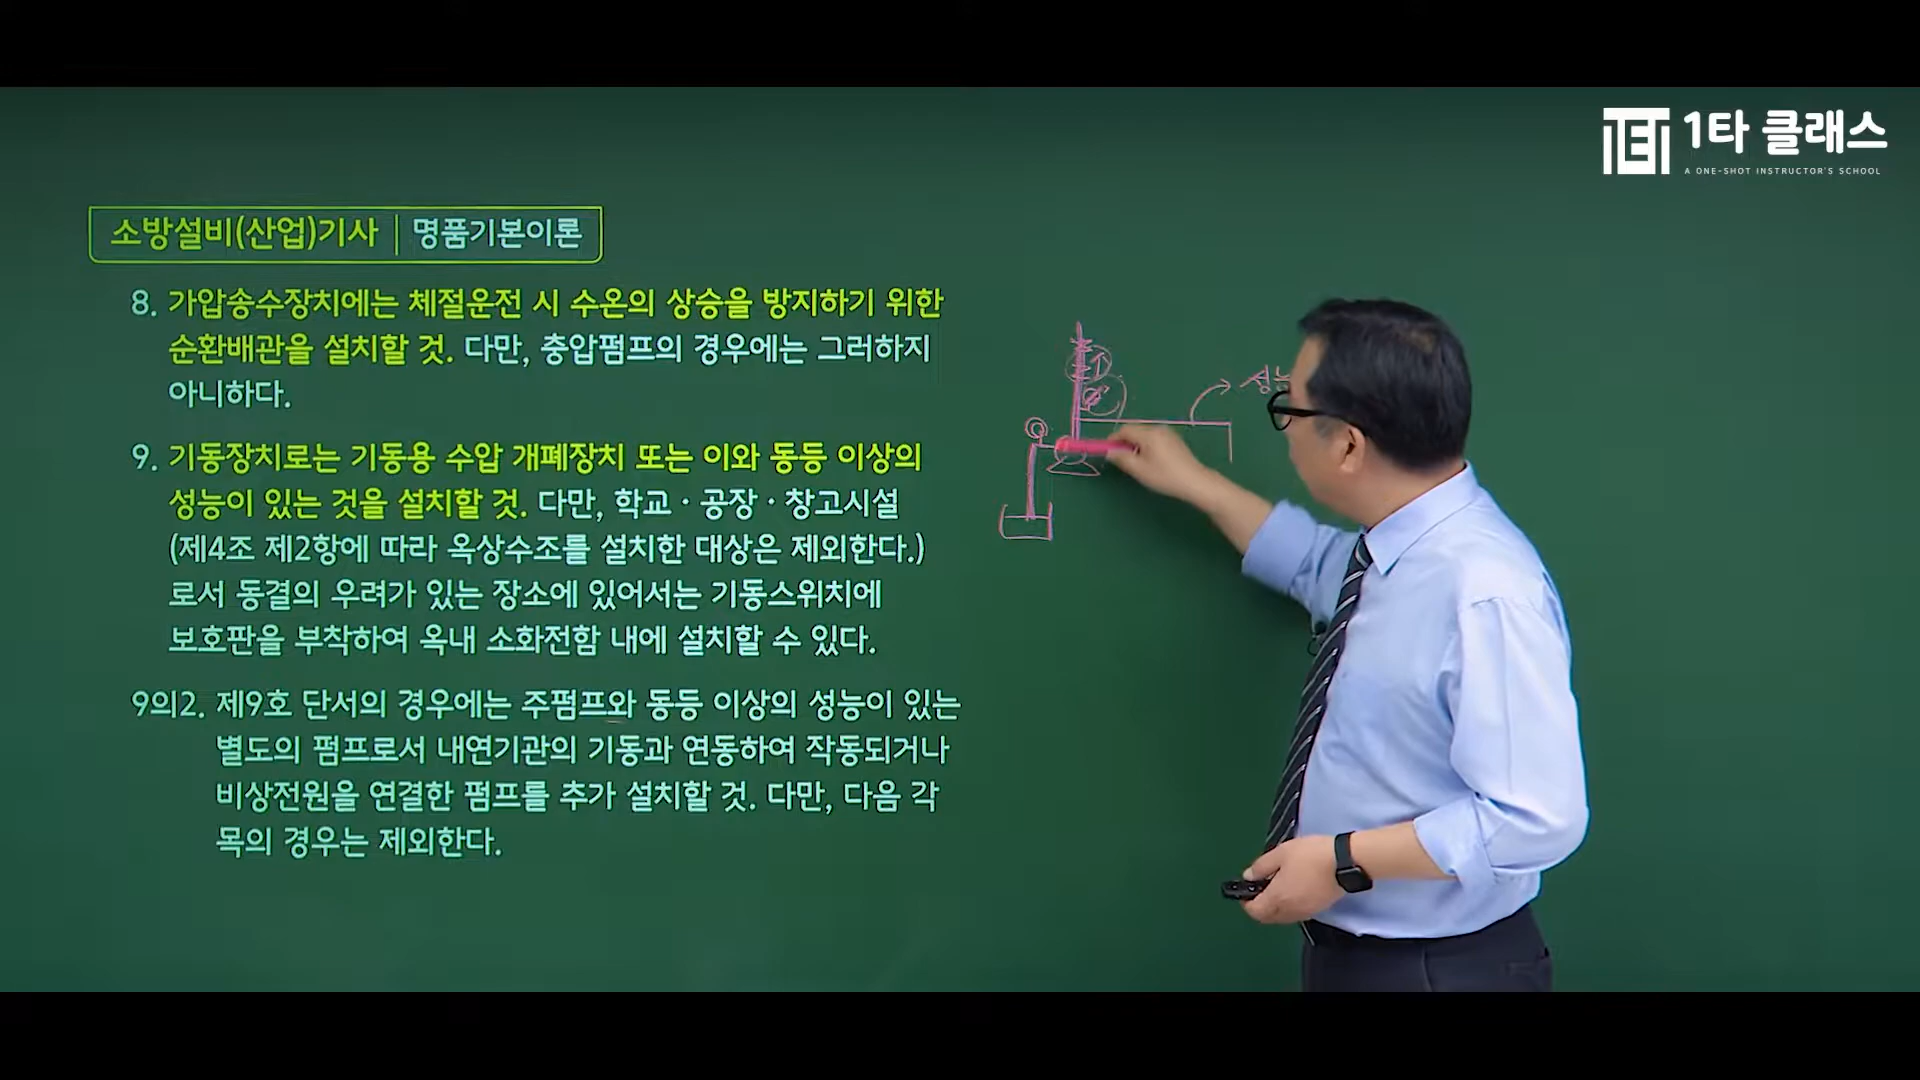 1타 클래스
A ONE-SHOT INSTRUCTOR'S SCHOOL
소방설비(산업)기사 | 명품기본이론
8. 가압송수장치에는 체절운전 시 수온의 상승을 방지하기 위한
순환배관을 설치할 것. 다만, 충압펌프의 경우에는 그러하지
아니하다.
9. 기동장치로는 기동용 수압 개폐장치 또는 이와 동등 이상의
성능이 있는 것을 설치할 것. 다만, 학교·공장·창고시설
(제4조 제2항에 따라 옥상수조를 설치한 대상은 제외한다.)
로서 동결의 우려가 있는 장소에 있어서는 기동스위치에
보호판을 부착하여 옥내 소화전함 내에 설치할 수 있다.
9의2. 제9호 단서의 경우에는 주펌프와 동등 이상의 성능이 있는
별도의 펌프로서 내연기관의 기동과 연동하여 작동되거나
비상전원을 연결한 펌프를 추가 설치할 것. 다만, 다음 각
목의 경우는 제외한다.